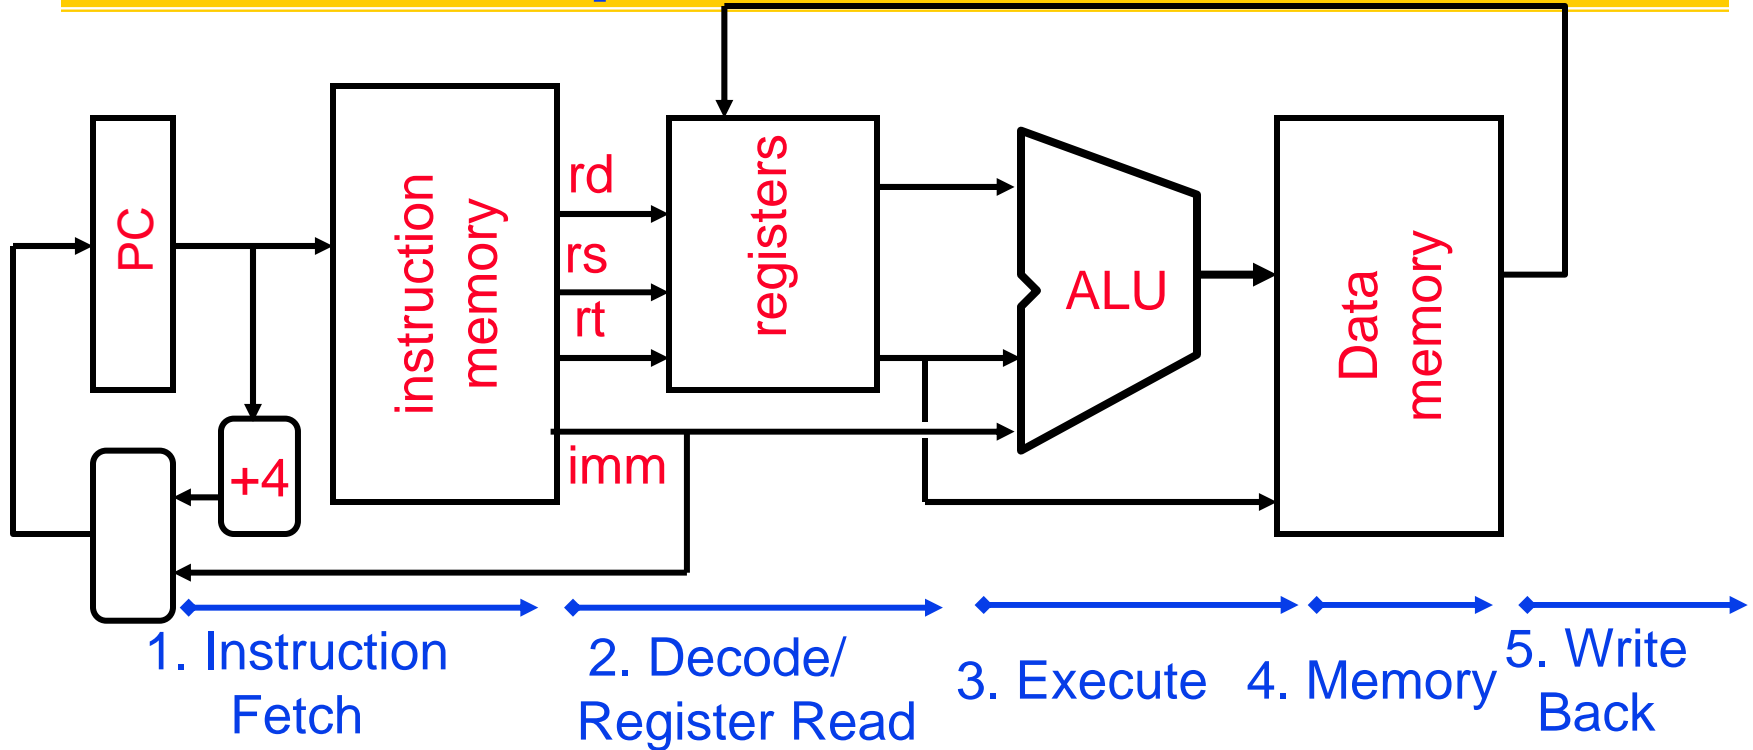 PC
+4
instruction
memory
rd
rs
rt
imm
registers
ALU
Data
memory
1. Instruction
Fetch
2. Decode/
Register Read
3. Execute
4. Memory
5. Write
Back